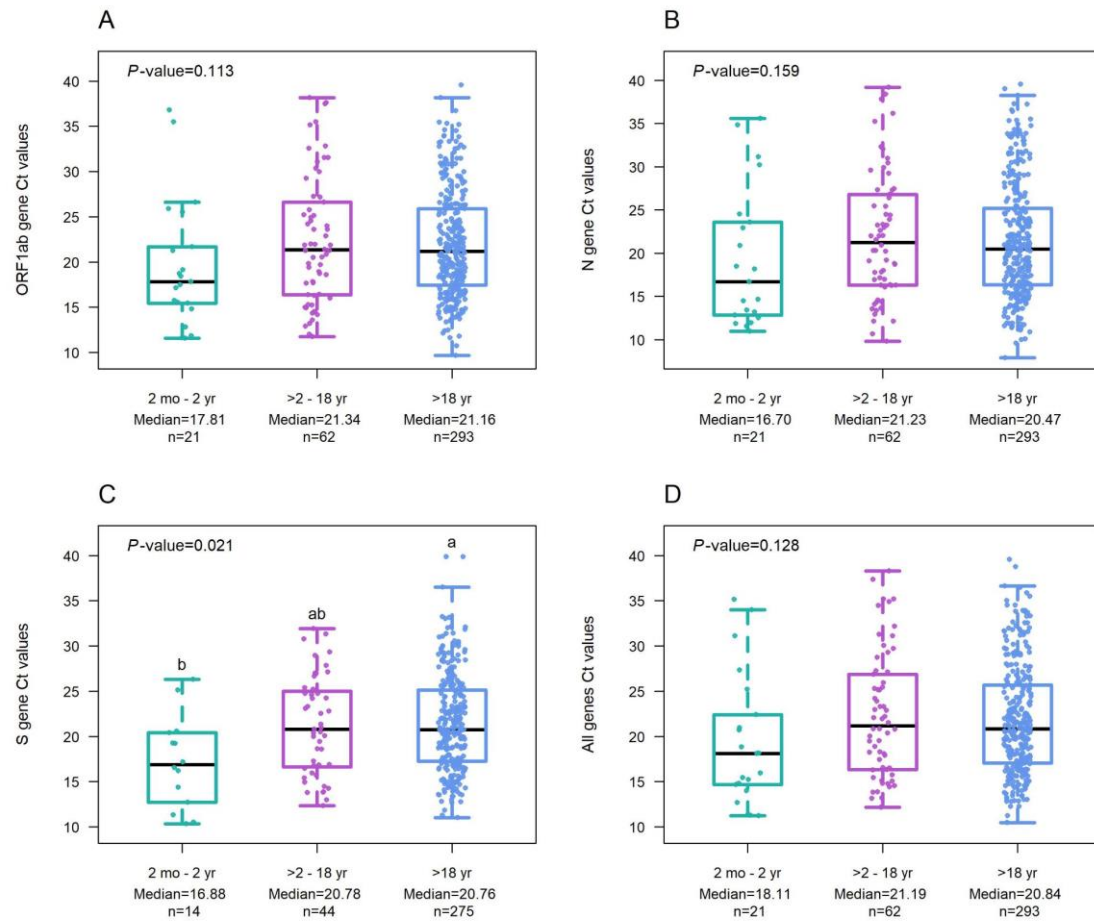 A
P-value=0.113
ORF1ab gene Ct values
40
35
30
25
20
15
10
2 mo - 2 yr
Median=17.81
n=21
>2 - 18 yr
Median=21.34
n=62
>18 yr
Median=21.16
n=293
B
P-value=0.159
N gene Ct values
40
35
30
25
20
15
10
2 mo - 2 yr
Median=16.70
n=21
>2 - 18 yr
Median=21.23
n=62
>18 yr
Median=20.47
n=293
C
P-value=0.021
S gene Ct values
40
35
30
25
20
15
10
b
ab
a
2 mo - 2 yr
Median=16.88
n=14
>2 - 18 yr
Median=20.78
n=44
>18 yr
Median=20.76
n=275
D
P-value=0.128
All genes Ct values
40
35
30
25
20
15
10
2 mo - 2 yr
Median=18.11
n=21
>2 - 18 yr
Median=21.19
n=62
>18 yr
Median=20.84
n=293